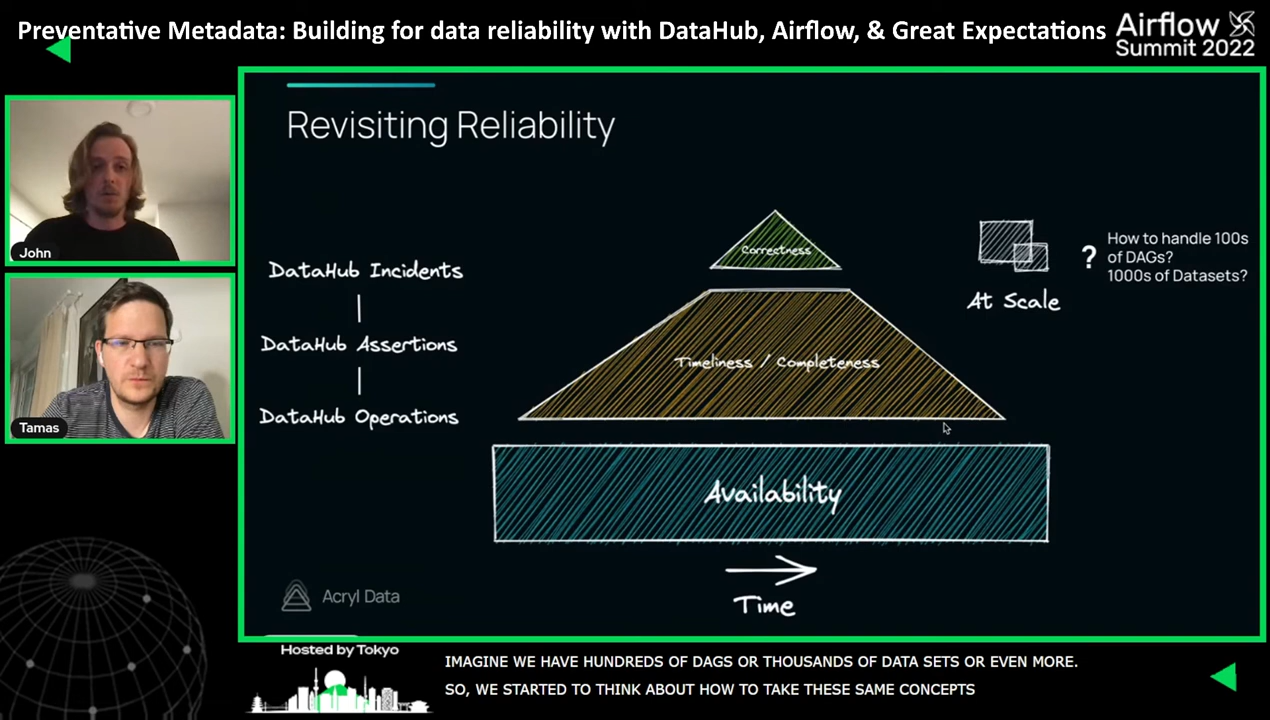 Preventative Metadata: Building for data reliability with DataHub, Airflow, & Great Expectations
Airflow
Summit 2022
John
Tamas
Revisiting Reliability
DataHub Incidents
DataHub Assertions
DataHub Operations
Correctness
Timeliness / Completeness
Availability
Time
At Scale
?
How to handle 100s
of DAGs?
1000s of Datasets?
Acryl Data
Hosted by Tokyo
IMAGINE WE HAVE HUNDREDS OF DAGS OR THOUSANDS OF DATA SETS OR EVEN MORE.
SO, WE STARTED TO THINK ABOUT HOW TO TAKE THESE SAME CONCEPTS